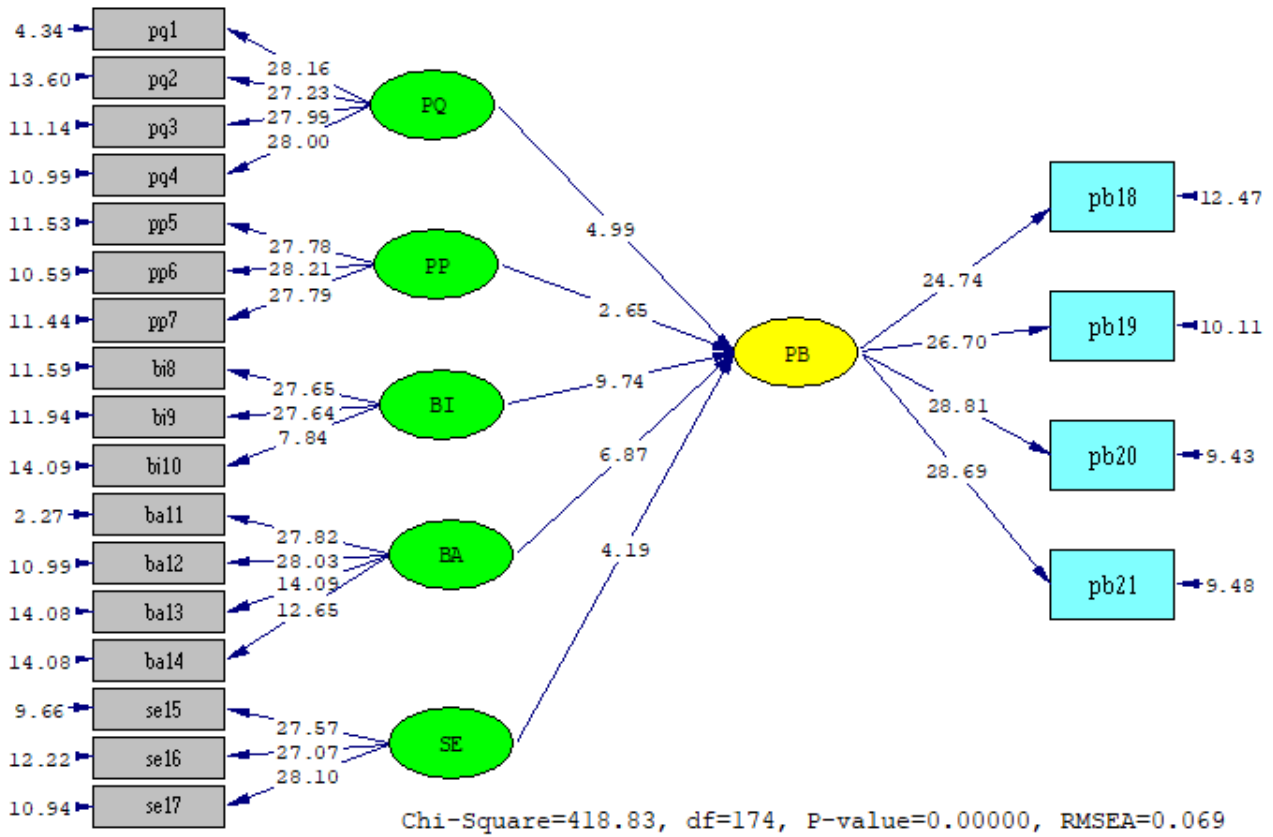 4.34 pq1
13.60 pq2
11.14 pq3
10.99 pq4
11.53 pp5
10.59 pp6
11.44 pp7
11.59 bi8
11.94 bi9
14.09 bi10
2.27 ba11
10.99 ba12
14.08 ba13
14.08 ba14
9.66 se15
12.22 se16
10.94 se17
28.16
27.23
27.99
28.00
27.78
28.21
27.79
27.65
27.64
7.84
27.82
28.03
14.09
12.65
27.57
27.07
28.10
PQ
PP
BI
BA
SE
4.99
2.65
9.74
6.87
4.19
PB
24.74
26.70
28.81
28.69
pb18 12.47
pb19 10.11
pb20 9.43
pb21 9.48
Chi-Square=418.83, df=174, P-value=0.00000, RMSEA=0.069